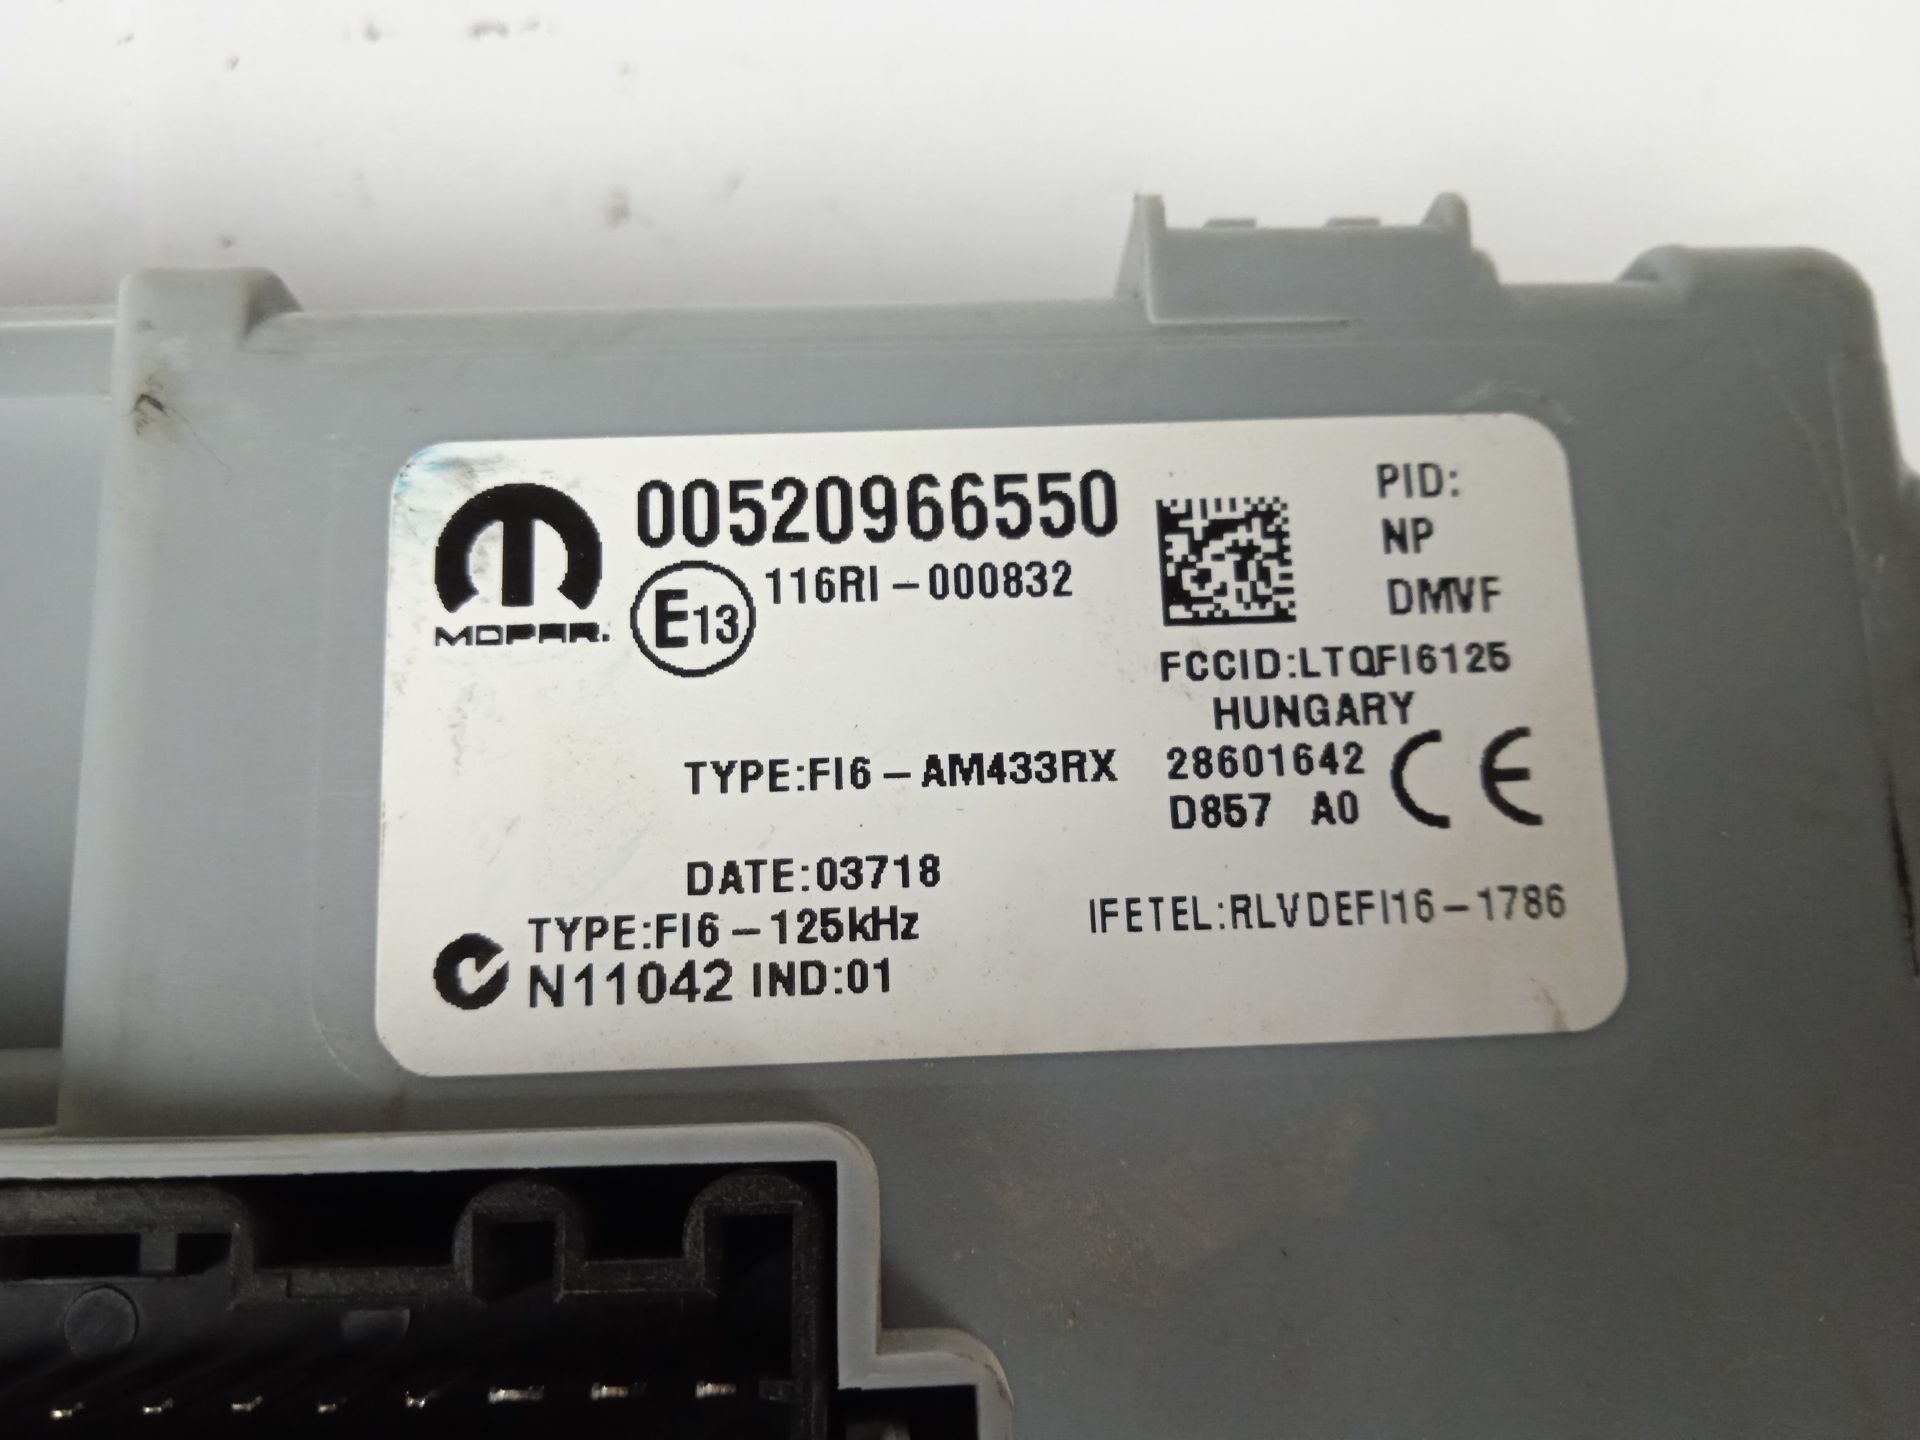 MOPAR.
00520966550
E13
116RI-000832
PID:
NP
DMVF
FCCID:LTQFI6125
HUNGARY
TYPE:FI6-AM433RX
28601642
D857 A0
CE
DATE:03718
TYPE:FI6-125kHz
N11042 IND:01
IFETEL:RLVDEFI16-1786